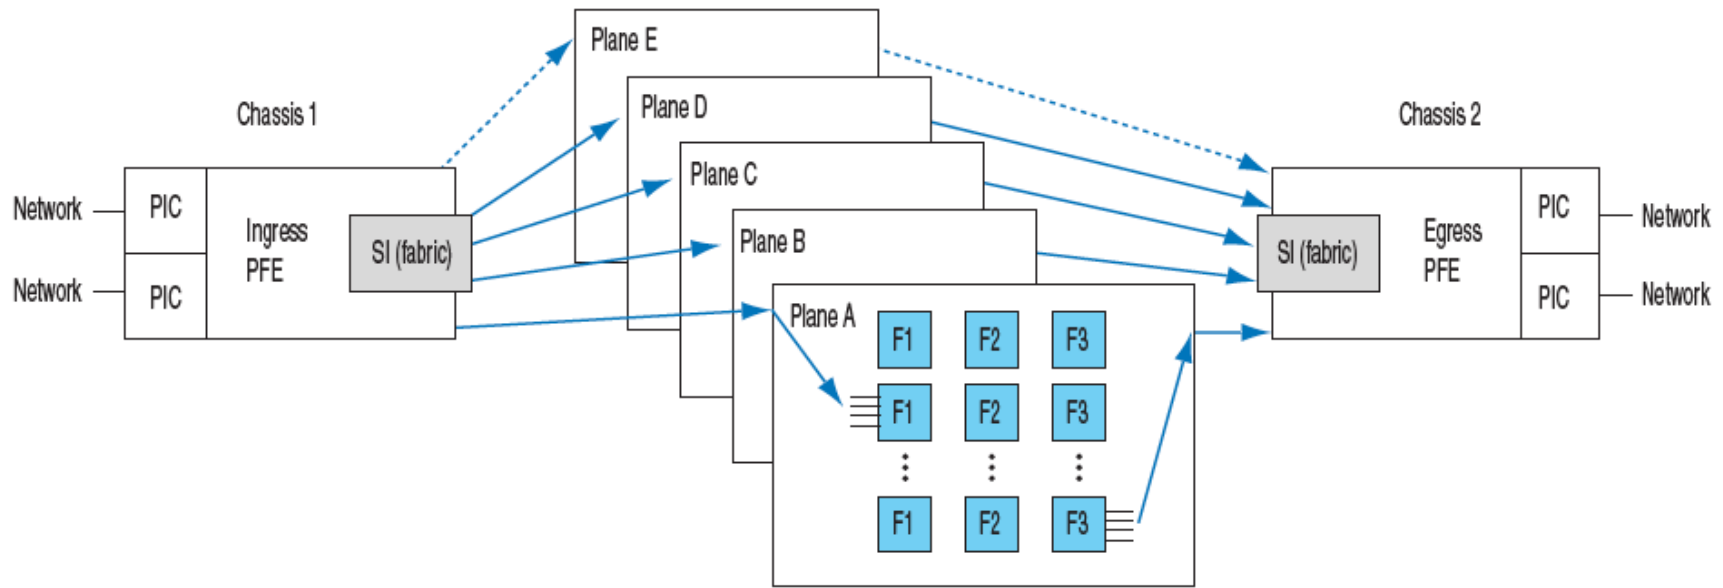 Plane E
Plane D
Chassis 1
Chassis 2
Plane C
Network
PIC
Ingress
PFE
SI (fabric)
Network
PIC
Plane B
SI (fabric)
Egress
PFE
PIC
Network
PIC
Network
Plane A
F1 F2 F3
F1 F2 F3
F1 F2 F3